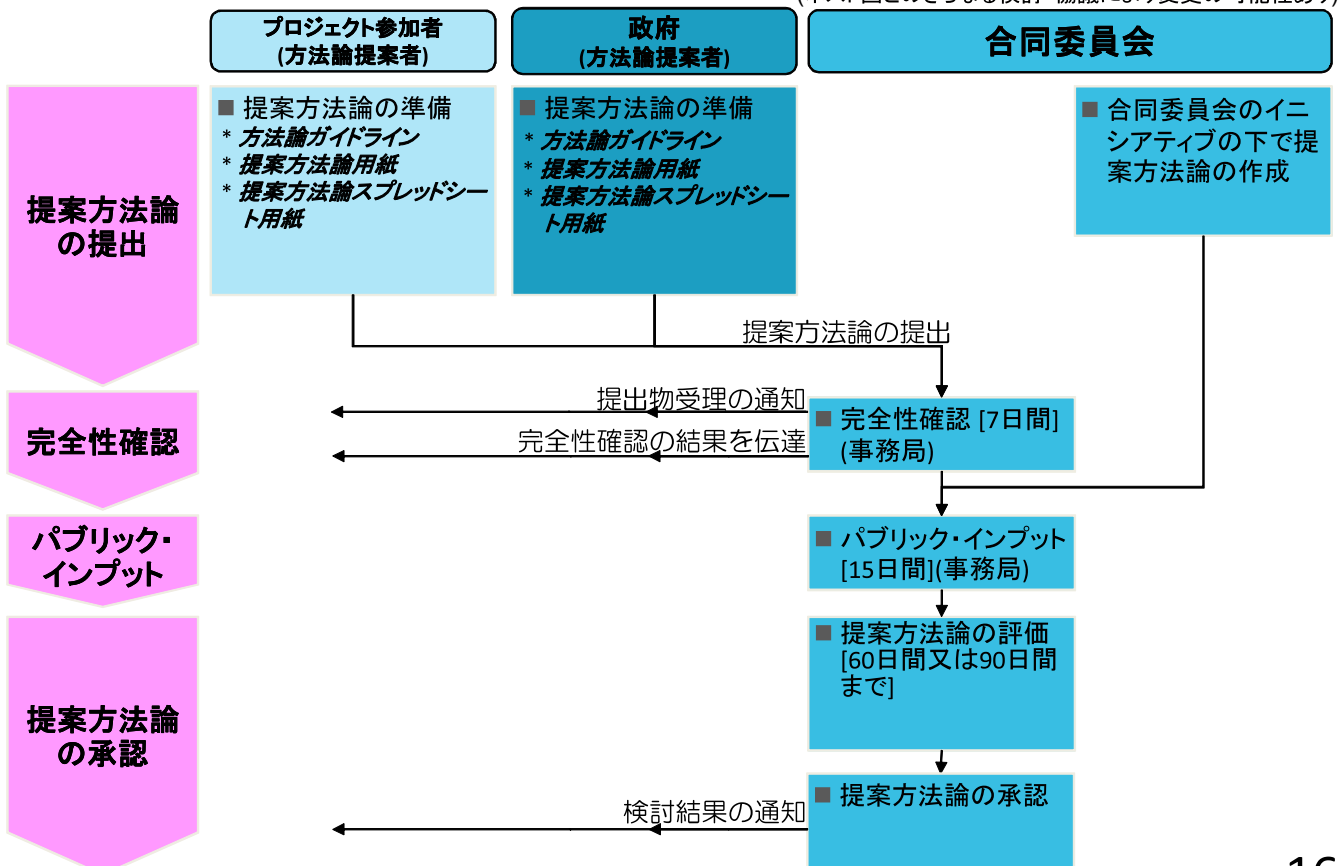 プロジェクト参加者
(方法論提案者)
政府
(方法論提案者)
合同委員会
提案方法論
の提出
■ 提案方法論の準備
* 方法論ガイドライン
* 提案方法論用紙
* 提案方法論スプレッドシー
ト用紙
■ 提案方法論の準備
* 方法論ガイドライン
* 提案方法論用紙
* 提案方法論スプレッドシー
ト用紙
■ 合同委員会のイニ
シアティブの下で提
案方法論の作成
提案方法論の提出
完全性確認
提出物受理の通知
完全性確認の結果を伝達
■ 完全性確認 [7日間]
(事務局)
パブリック・
インプット
■ パブリック・インプット
[15日間](事務局)
提案方法論
の承認
■ 提案方法論の評価
[60日間又は90日間
まで]
検討結果の通知
■ 提案方法論の承認